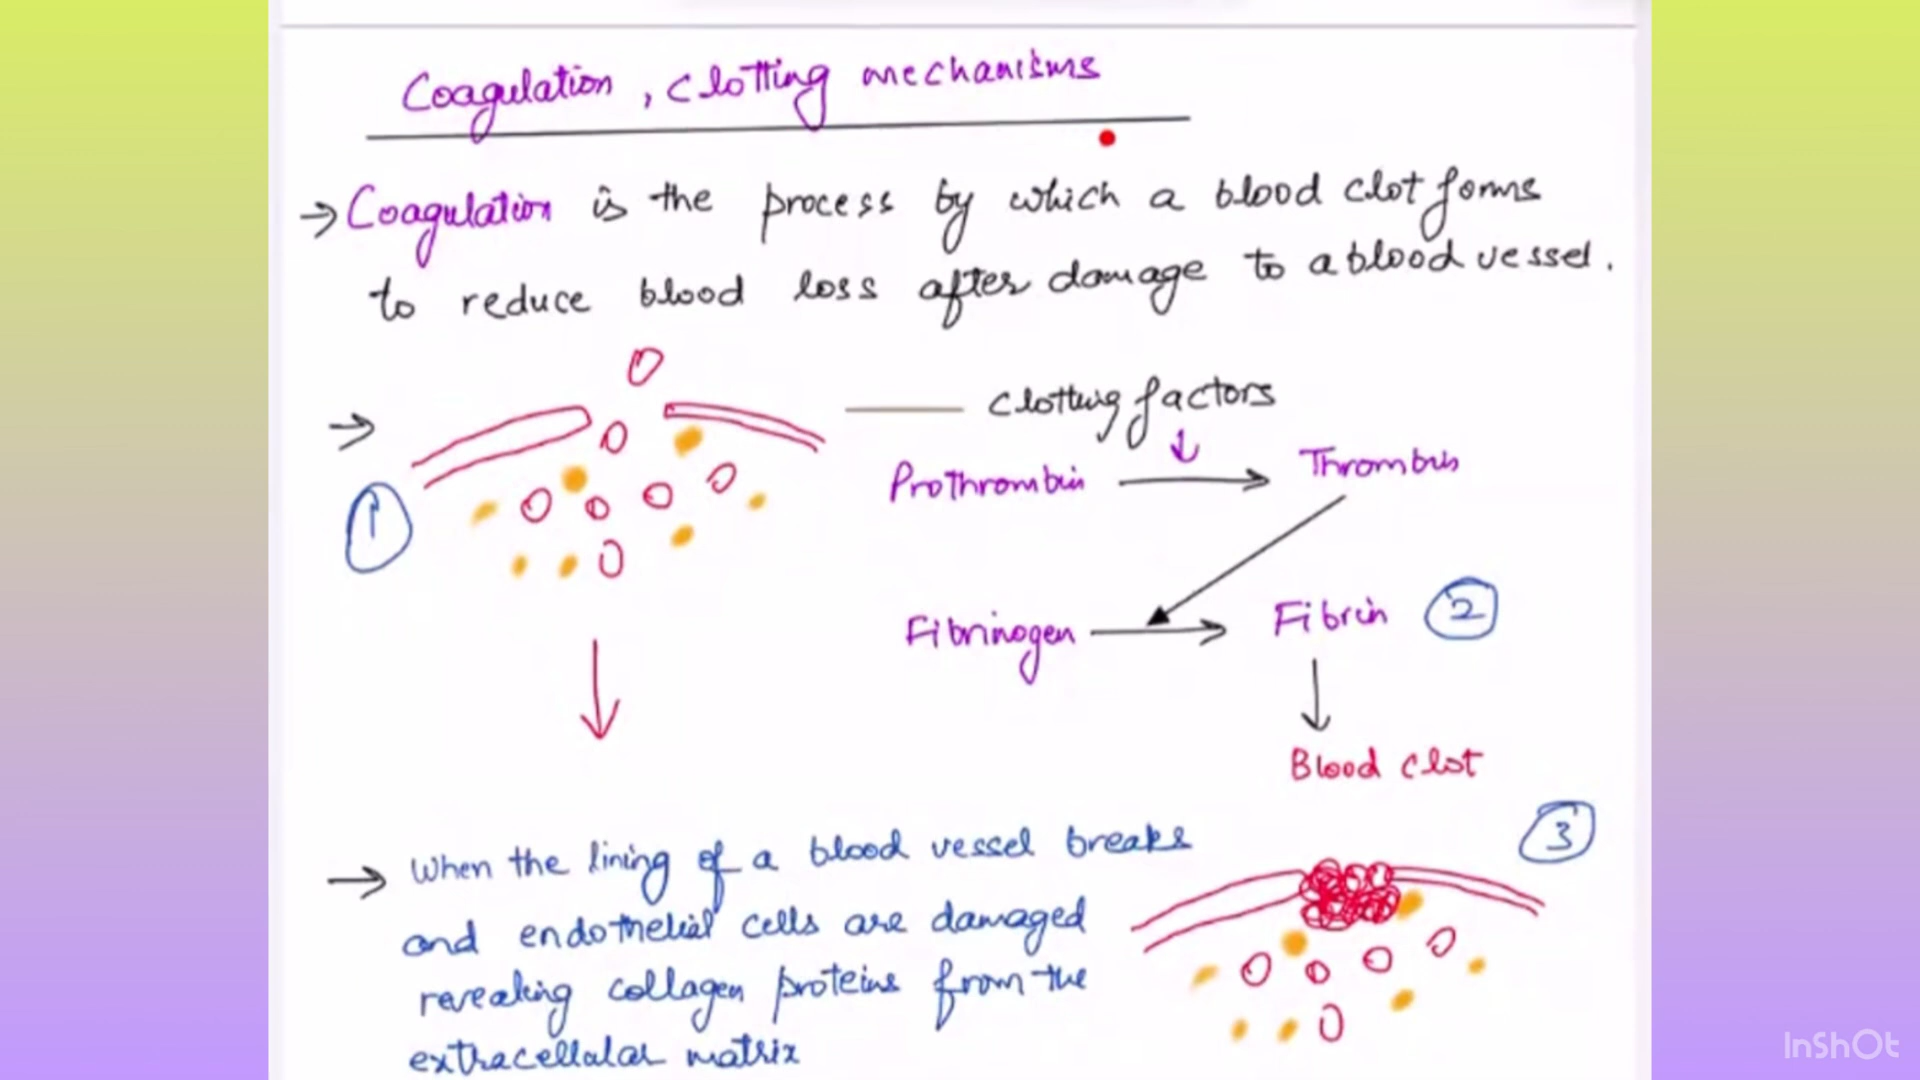 Coagulation, clotting mechanisms
→ Coagulation is the process by which a blood clot forms
to reduce blood loss after damage to a blood vessel.
→
1
Clotting factors
↓
Prothrombin → Thrombin
Fibrinogen → Fibrin 2
↓
Blood clot
3
→ When the lining of a blood vessel breaks
and endothelial cells are damaged
revealing collagen proteins from the
extracellular matrix
InShOt